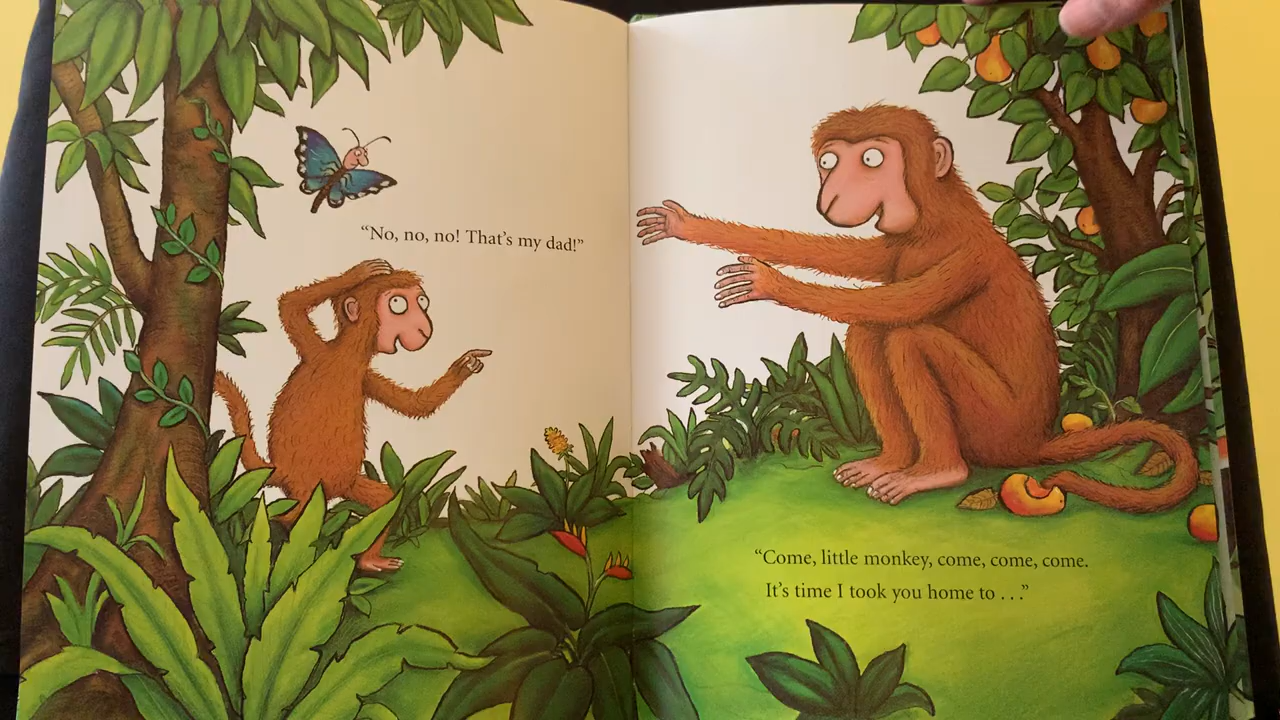 “No, no, no! That’s my dad!”
“Come, little monkey, come, come, come.
It’s time I took you home to . . .”